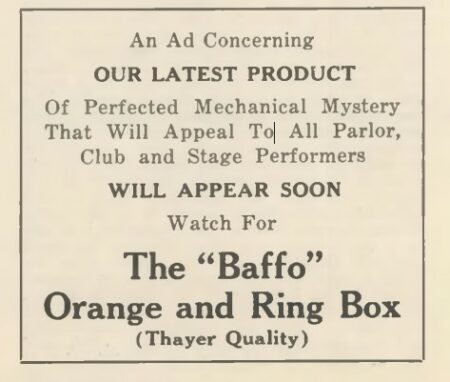 An Ad Concerning
OUR LATEST PRODUCT
Of Perfected Mechanical Mystery
That Will Appeal To All Parlor,
Club and Stage Performers
WILL APPEAR SOON
Watch For
The “Baffo”
Orange and Ring Box
(Thayer Quality)